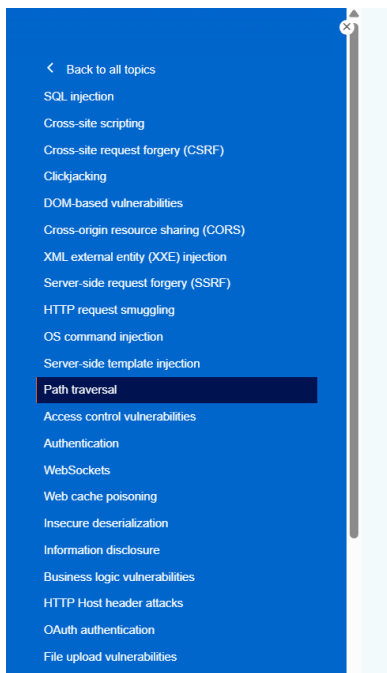 Back to all topics
SQL injection
Cross-site scripting
Cross-site request forgery (CSRF)
Clickjacking
DOM-based vulnerabilities
Cross-origin resource sharing (CORS)
XML external entity (XXE) injection
Server-side request forgery (SSRF)
HTTP request smuggling
OS command injection
Server-side template injection
Path traversal
Access control vulnerabilities
Authentication
WebSockets
Web cache poisoning
Insecure deserialization
Information disclosure
Business logic vulnerabilities
HTTP Host header attacks
OAuth authentication
File upload vulnerabilities